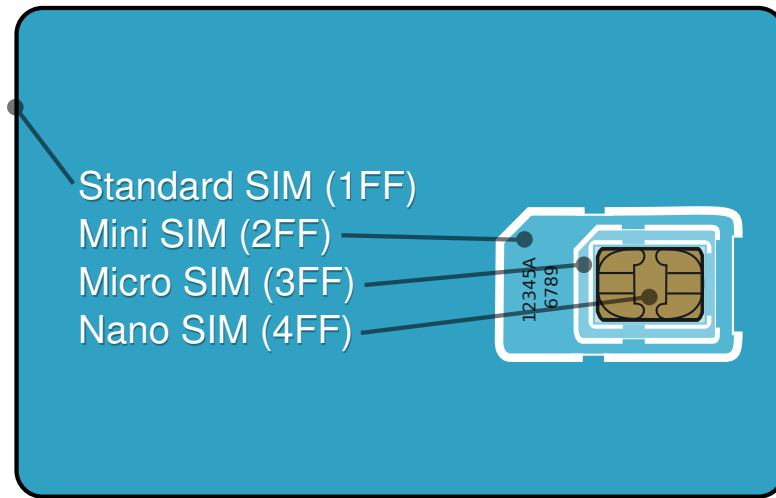 Standard SIM (1FF)
Mini SIM (2FF)
Micro SIM (3FF)
Nano SIM (4FF)
12345A
6789